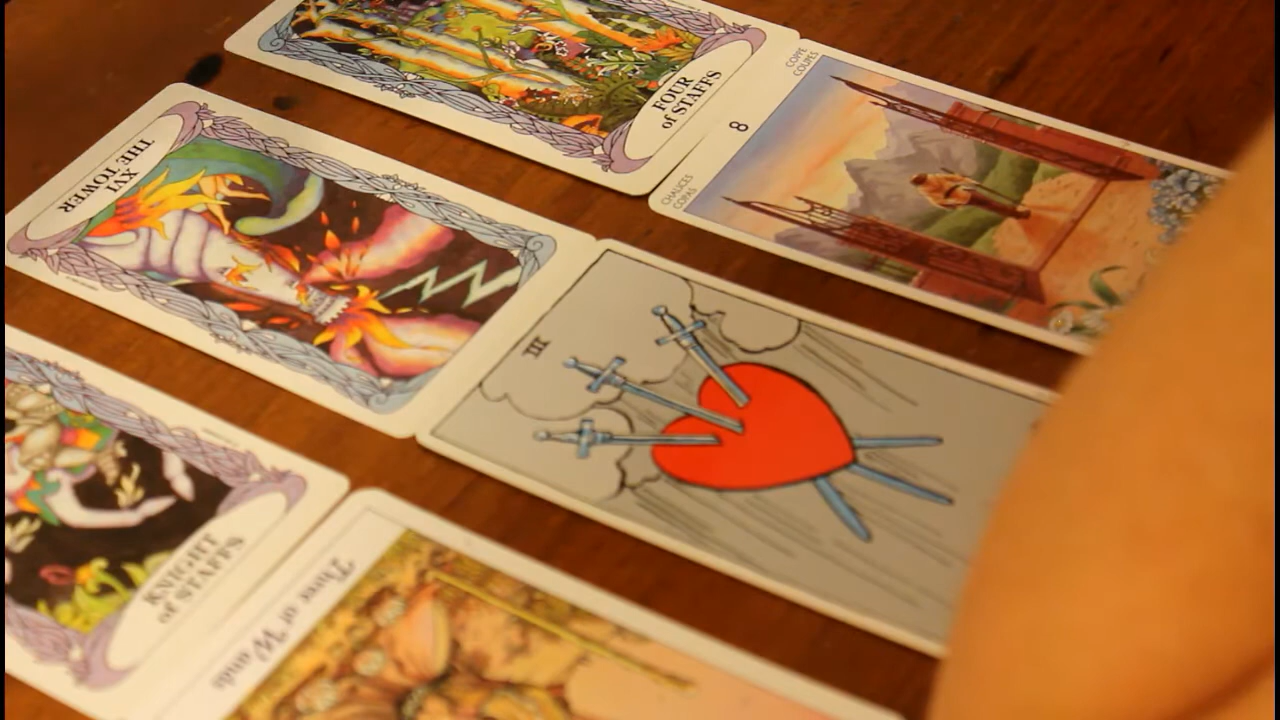 FOUR
of STAFFS
8
COPPE
COUPES
CHALICES
COPAS
XVI
THE TOWER
III
KNIGHT
of STAFFS
Three of Wands